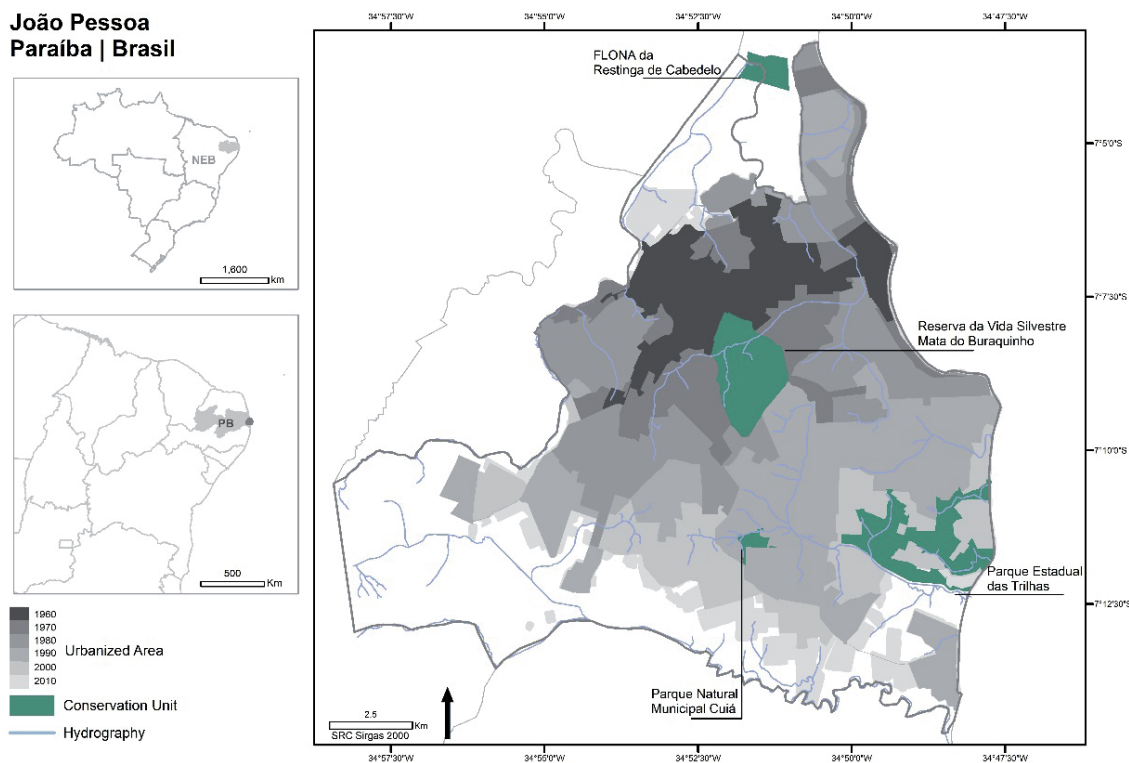 João Pessoa
Paraíba | Brasil
NEB
1,600
Km
PB
500
Km
1960
1970
1980
1990
2000
2010
Urbanized Area
Conservation Unit
Hydrography
34°57'30"W
34°55'0"W
34°52'30"W
34°50'0"W
34°47'30"W
FLONA da
Restinga de Cabedelo
7°5'0"S
7°7'30"S
Reserva da Vida Silvestre
Mata do Buraquinho
7°10'0"S
Parque Estadual
das Trilhas
7°12'30"S
Parque Natural
Municipal Cuiá
2.5
Km
SRC Sirgas 2000
34°57'30"W
34°55'0"W
34°52'30"W
34°50'0"W
34°47'30"W